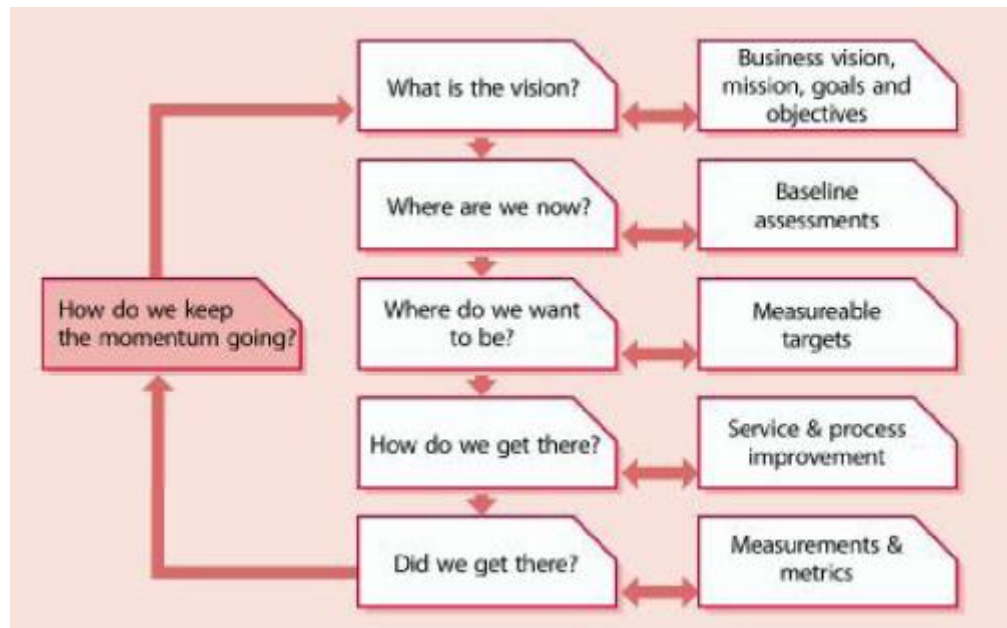 What is the vision?
Business vision,
mission, goals and
objectives
Where are we now?
Baseline
assessments
How do we keep
the momentum going?
Where do we want
to be?
Measureable
targets
How do we get there?
Service & process
improvement
Did we get there?
Measurements &
metrics